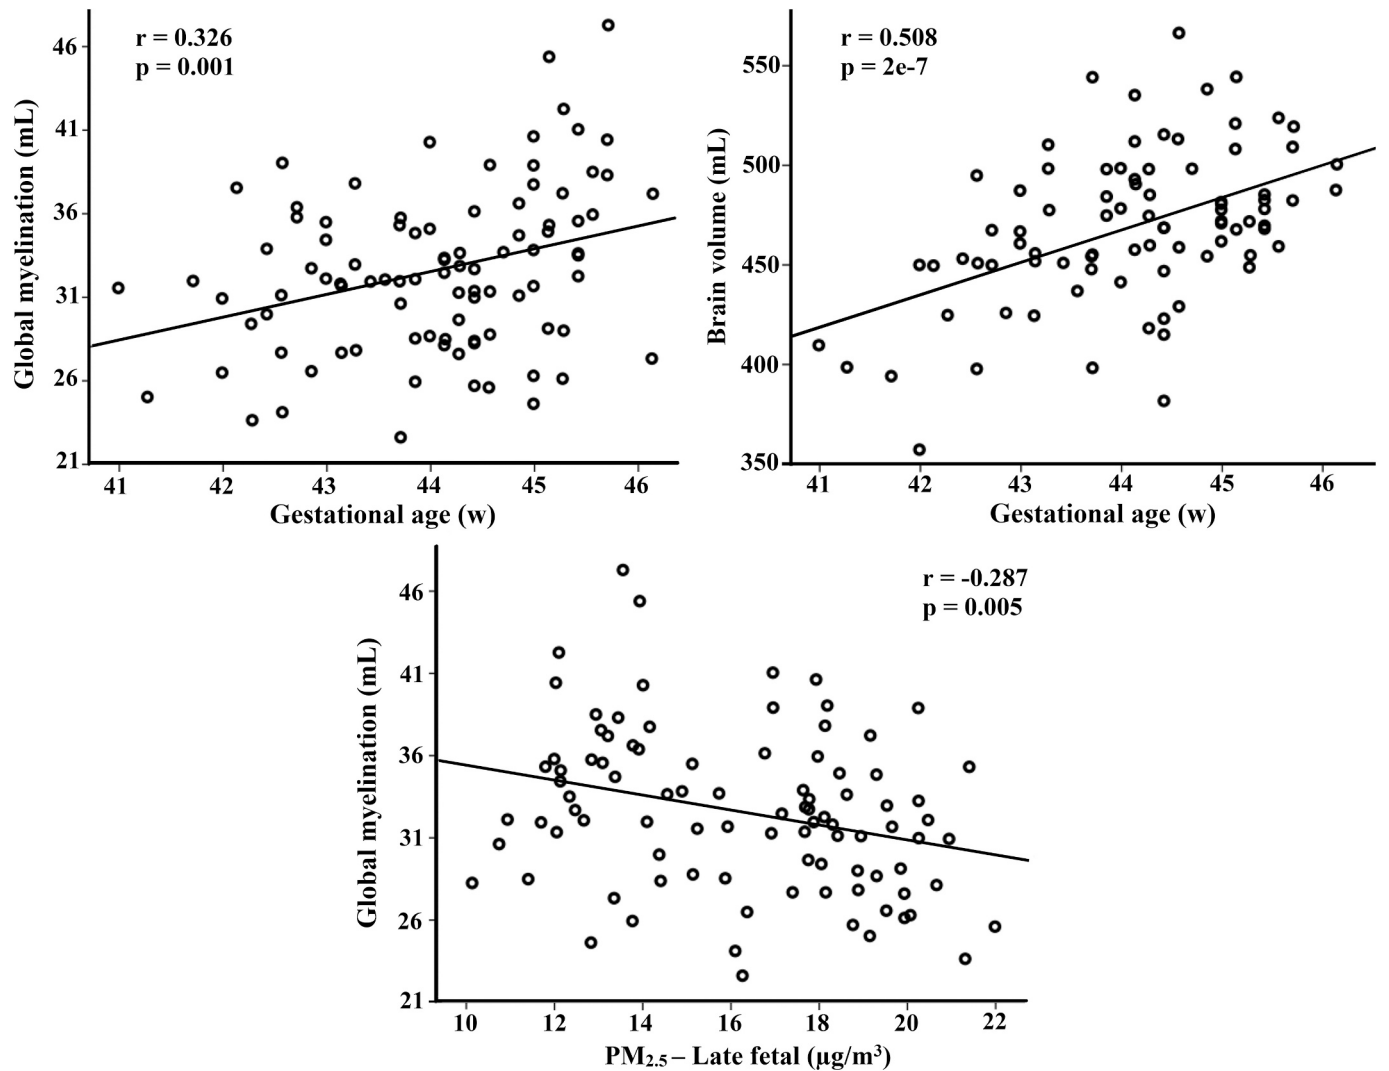 r = 0.326
p = 0.001
46
41
36
31
26
21
Global myelination (mL)
41 42 43 44 45 46
Gestational age (w)
r = 0.508
p = 2e-7
550
500
450
400
350
Brain volume (mL)
41 42 43 44 45 46
Gestational age (w)
r = -0.287
p = 0.005
46
41
36
31
26
21
Global myelination (mL)
10 12 14 16 18 20 22
PM₂.₅ – Late fetal (μg/m³)